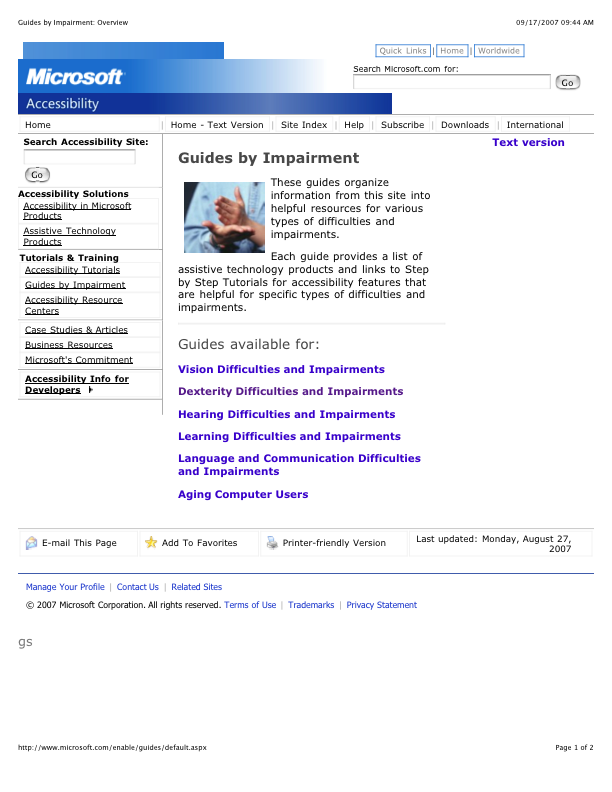 Guides by Impairment: Overview 09/17/2007 09:44 AM
Quick Links | Home | Worldwide
Microsoft
Search Microsoft.com for:
Go
Accessibility
Home | Home - Text Version | Site Index | Help | Subscribe | Downloads | International
Search Accessibility Site:
Go
Accessibility Solutions
Accessibility in Microsoft
Products
Assistive Technology
Products
Tutorials & Training
Accessibility Tutorials
Guides by Impairment
Accessibility Resource
Centers
Case Studies & Articles
Business Resources
Microsoft's Commitment
Accessibility Info for
Developers
Text version
Guides by Impairment
These guides organize
information from this site into
helpful resources for various
types of difficulties and
impairments.
Each guide provides a list of
assistive technology products and links to Step
by Step Tutorials for accessibility features that
are helpful for specific types of difficulties and
impairments.
Guides available for:
Vision Difficulties and Impairments
Dexterity Difficulties and Impairments
Hearing Difficulties and Impairments
Learning Difficulties and Impairments
Language and Communication Difficulties
and Impairments
Aging Computer Users
E-mail This Page Add To Favorites Printer-friendly Version Last updated: Monday, August 27,
2007
Manage Your Profile | Contact Us | Related Sites
© 2007 Microsoft Corporation. All rights reserved. Terms of Use | Trademarks | Privacy Statement
gs
http://www.microsoft.com/enable/guides/default.aspx Page 1 of 2